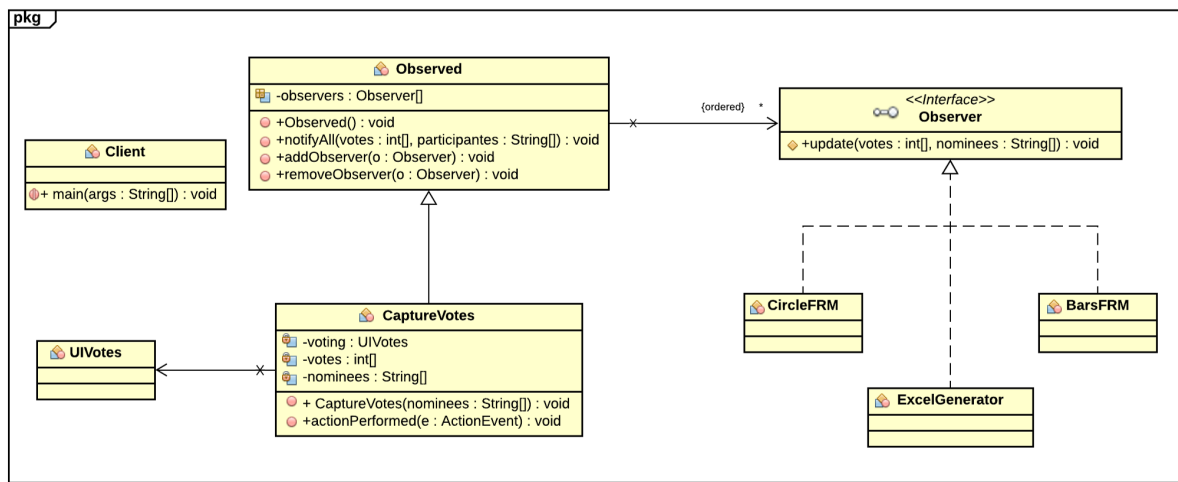 pkg
Observed
-observers : Observer[]
+Observed() : void
+notifyAll(votes : int[], participantes : String[]) : void
+addObserver(o : Observer) : void
+removeObserver(o : Observer) : void
{ordered} *
x
<<Interface>>
Observer
+update(votes : int[], nominees : String[]) : void
Client
+ main(args : String[]) : void
CircleFRM
BarsFRM
CaptureVotes
-voting : UIVotes
-votes : int[]
-nominees : String[]
+ CaptureVotes(nominees : String[]) : void
+actionPerformed(e : ActionEvent) : void
UIVotes
x
ExcelGenerator